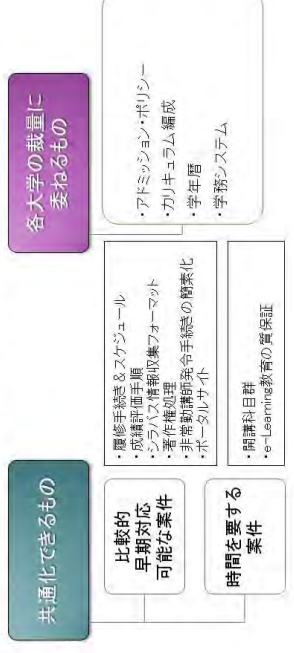 共通化できるもの
比較的
早期対応
可能な案件
・履修手続き＆スケジュール
・成績評価手順
・シラバス情報収集フォーマット
・著作権処理
・非常勤講師発令手続きの簡素化
・ポータルサイト
時間を要する
案件
・開講科目群
・e-Learning教育の質保証
各大学の裁量に
委ねるもの
・アドミッション・ポリシー
・カリキュラム編成
・学年暦
・学務システム